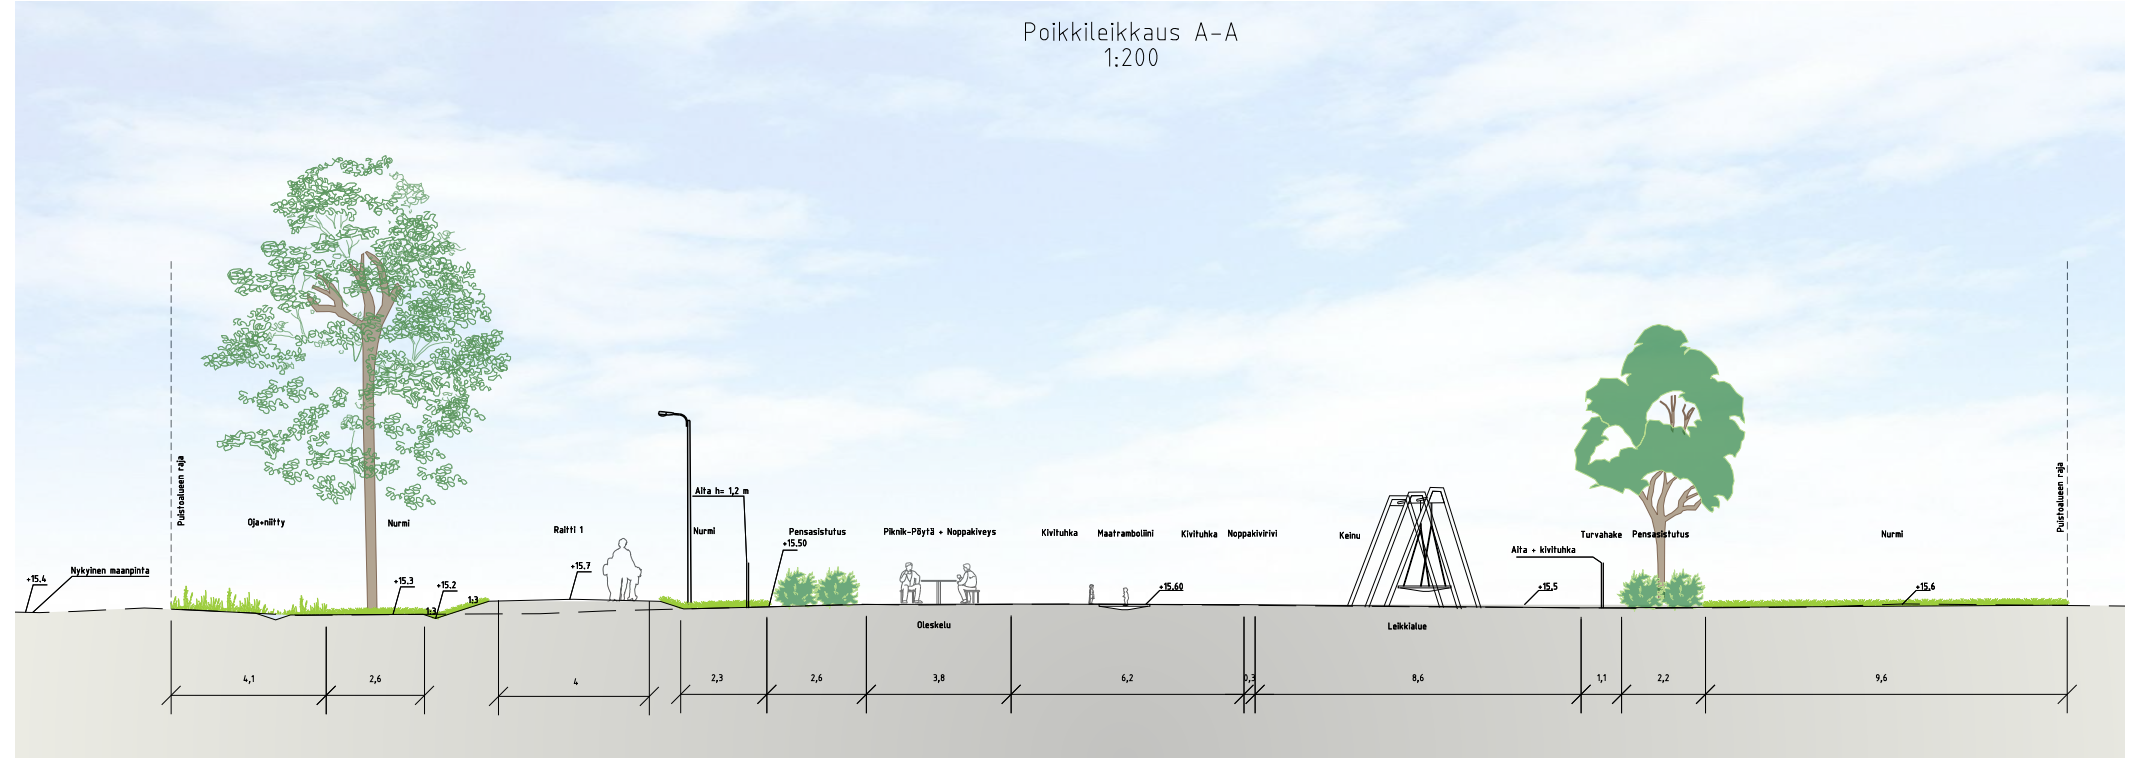 Poikkileikkaus A-A
1:200
Puistoalueen raja
Puistoalueen raja
Aita h= 1,2 m
Oja+niitty
Nurmi
Raitti 1
Nurmi
Pensasistutus
Piknik-Pöytä + Noppakiveys
Kivituhka
Maatramboliini
Kivituhka
Noppakivirivi
Keinu
Turvahake
Pensasistutus
Nurmi
+15.50
Aita + kivituhka
+15.4
Nykyinen maanpinta
+15.3
+15.2
+15.7
+15.60
+15.5
+15.6
1:3
1:3
Oleskelu
Leikkialue
4,1
2,6
4
2,3
2,6
3,8
6,2
0,3
8,6
1,1
2,2
9,6